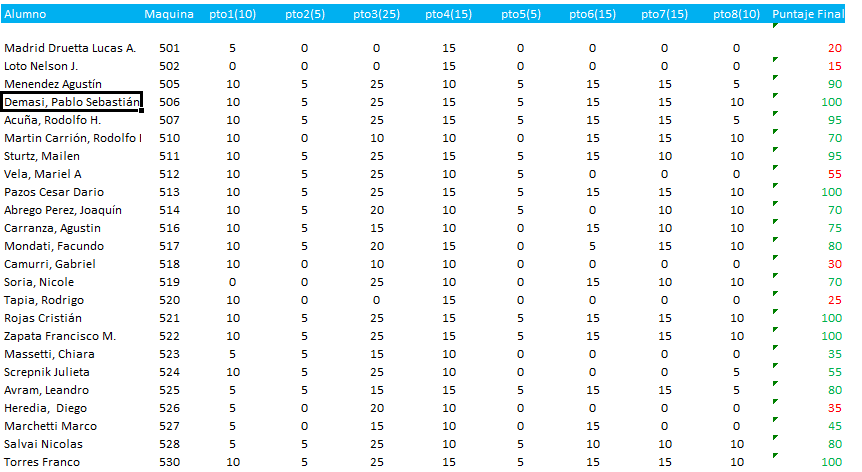 Alumno Maquina pto1(10) pto2(5) pto3(25) pto4(15) pto5(5) pto6(15) pto7(15) pto8(10) Puntaje Final
Madrid Druetta Lucas A. 501 5 0 0 15 0 0 0 0 20
Loto Nelson J. 502 0 0 0 15 0 0 0 0 15
Menendez Agustín 505 10 5 25 10 5 15 15 5 90
Demasi, Pablo Sebastián 506 10 5 25 15 5 15 15 10 100
Acuña, Rodolfo H. 507 10 5 25 15 5 15 15 5 95
Martin Carrión, Rodolfo I 510 10 0 10 10 0 15 15 10 70
Sturtz, Mailen 511 10 5 25 15 5 15 10 10 95
Vela, Mariel A 512 10 5 25 10 5 0 0 0 55
Pazos Cesar Dario 513 10 5 25 15 5 15 15 10 100
Abrego Perez, Joaquín 514 10 5 20 10 5 0 10 10 70
Carranza, Agustin 516 10 5 15 10 0 15 10 10 75
Mondati, Facundo 517 10 5 20 15 0 5 15 10 80
Camurri, Gabriel 518 10 0 10 10 0 0 0 0 30
Soria, Nicole 519 0 0 25 10 0 15 10 10 70
Tapia, Rodrigo 520 10 0 0 15 0 0 0 0 25
Rojas Cristián 521 10 5 25 15 5 15 15 10 100
Zapata Francisco M. 522 10 5 25 15 5 15 15 10 100
Massetti, Chiara 523 5 5 15 10 0 0 0 0 35
Screpnik Julieta 524 10 5 25 10 0 0 0 5 55
Avram, Leandro 525 5 5 15 15 5 15 15 5 80
Heredia, Diego 526 5 0 20 10 0 0 0 0 35
Marchetti Marco 527 5 0 15 10 0 15 0 0 45
Salvai Nicolas 528 5 5 25 10 5 10 10 10 80
Torres Franco 530 10 5 25 15 5 15 15 10 100